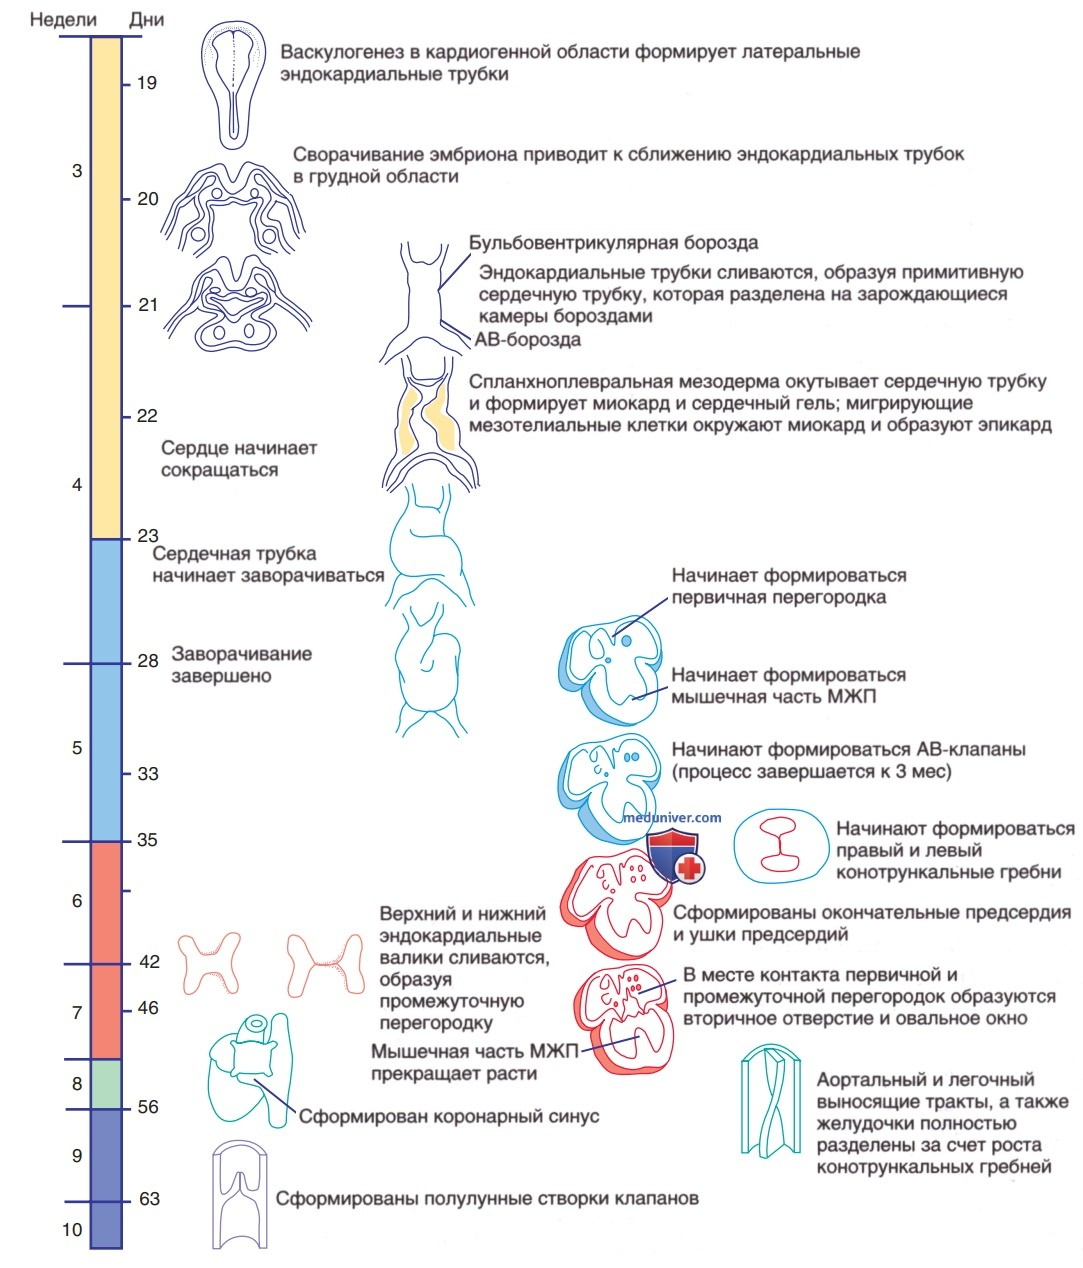 Недели
Дни
Васкулогенез в кардиогенной области формирует латеральные
эндокардиальные трубки
19
Сворачивание эмбриона приводит к сближению эндокардиальных трубок
в грудной области
3
20
Бульбовентрикулярная борозда
Эндокардиальные трубки сливаются, образуя примитивную
сердечную трубку, которая разделена на зарождающиеся
камеры бороздами
21
АВ-борозда
Спланхноплевральная мезодерма окутывает сердечную трубку
и формирует миокард и сердечный гель; мигрирующие
мезотелиальные клетки окружают миокард и образуют эпикард
22
Сердце начинает
сокращаться
4
23
Сердечная трубка
начинает заворачиваться
Начинает формироваться
первичная перегородка
28
Заворачивание
завершено
Начинает формироваться
мышечная часть МЖП
5
Начинают формироваться АВ-клапаны
(процесс завершается к 3 мес)
33
meduniver.com
35
Начинают формироваться
правый и левый
конотрункальные гребни
6
Верхний и нижний
эндокардиальные
валики сливаются,
образуя
промежуточную
перегородку
Сформированы окончательные предсердия
и ушки предсердий
42
В месте контакта первичной и
промежуточной перегородок образуются
вторичное отверстие и овальное окно
7
46
Мышечная часть МЖП
прекращает расти
8
Аортальный и легочный
выносящие тракты, а также
желудочки полностью
разделены за счет роста
конотрункальных гребней
56
Сформирован коронарный синус
9
63
Сформированы полулунные створки клапанов
10